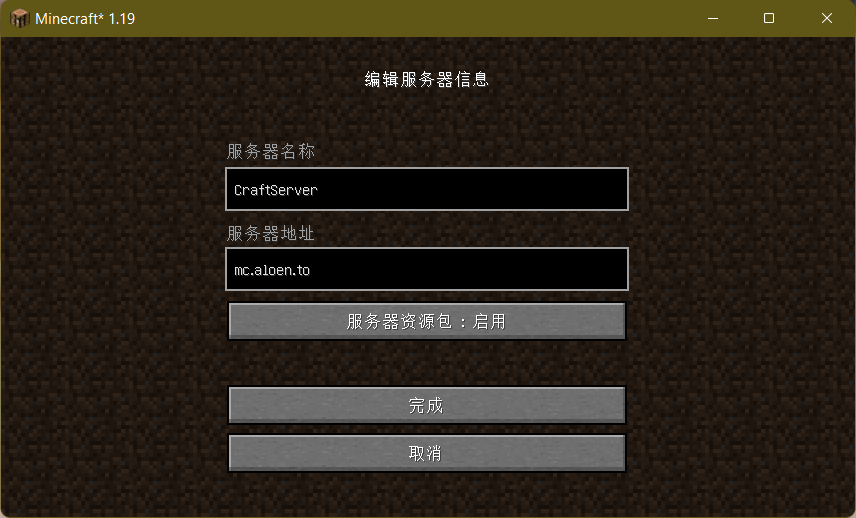 Minecraft* 1.19
编辑服务器信息
服务器名称
CraftServer
服务器地址
mc.aloen.to
服务器资源包：启用
完成
取消